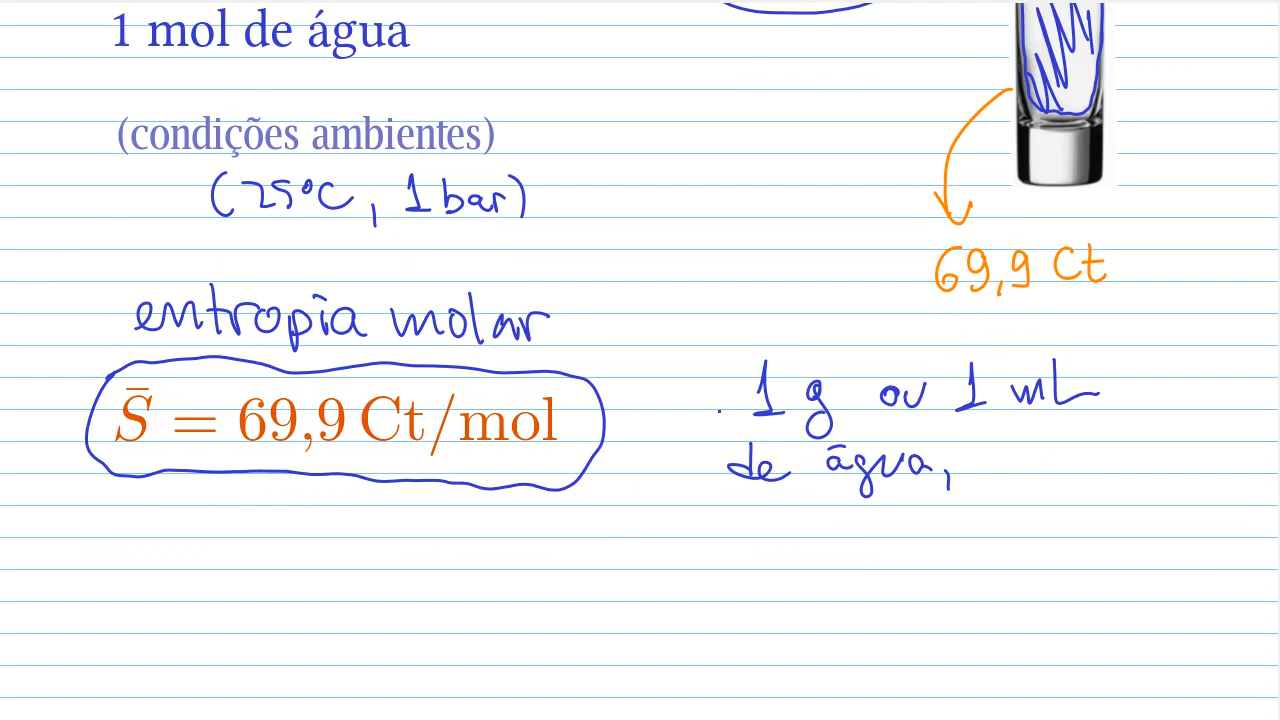 1 mol de água
(condições ambientes)
(25°C, 1 bar)
69,9 Ct
entropia molar
S̄ = 69,9 Ct/mol
1 g ou 1 mL
de água,